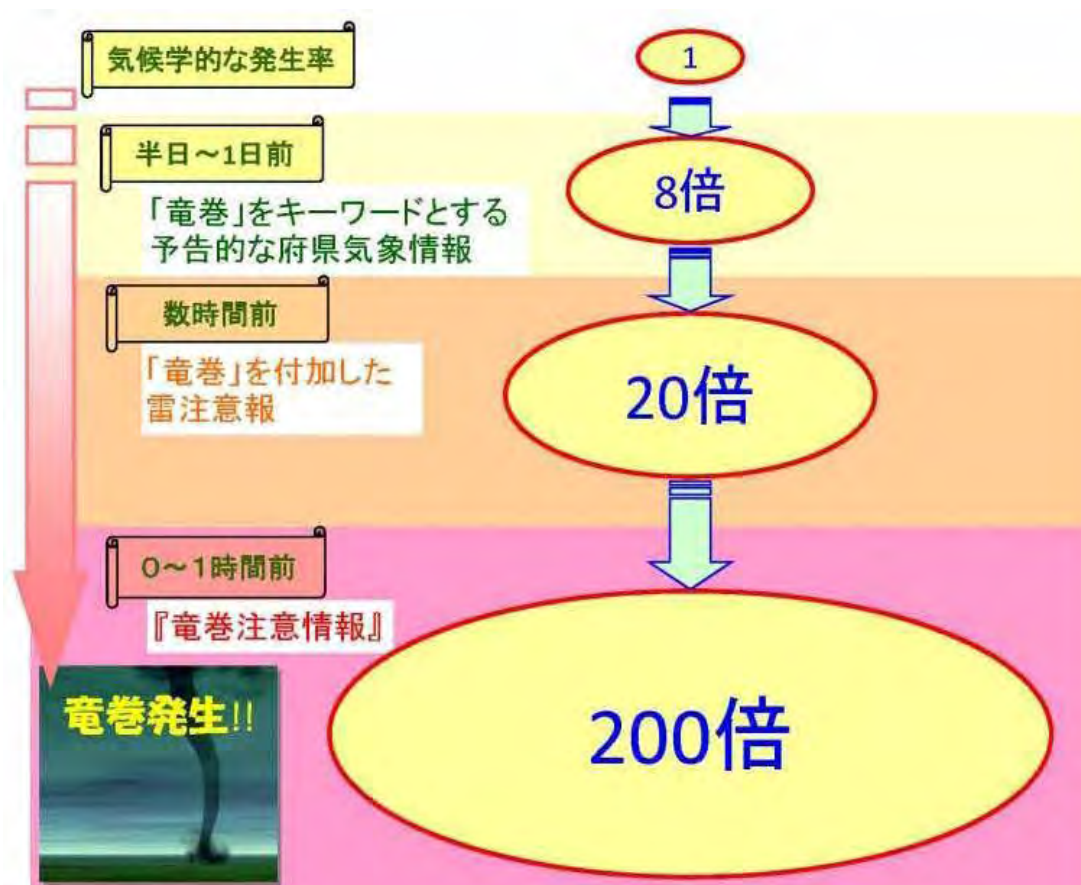 気候学的な発生率
1
半日～1日前
8倍
「竜巻」をキーワードとする
予告的な府県気象情報
数時間前
20倍
「竜巻」を付加した
雷注意報
0～1時間前
『竜巻注意情報』
200倍
竜巻発生!!